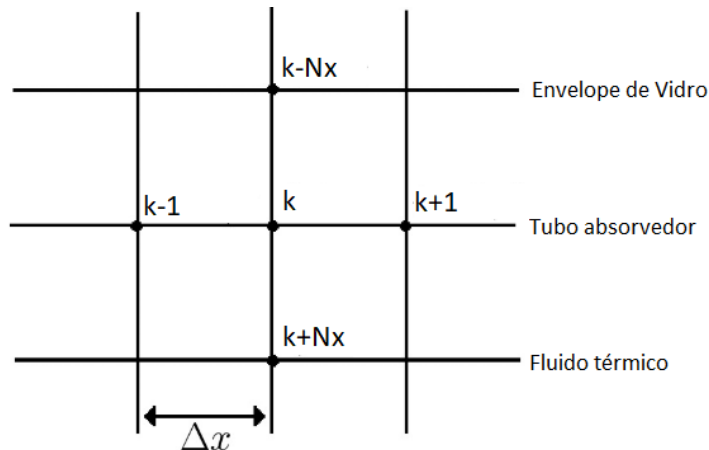 k-Nx
Envelope de Vidro
k-1
k
k+1
Tubo absorvedor
k+Nx
Fluido térmico
Δx